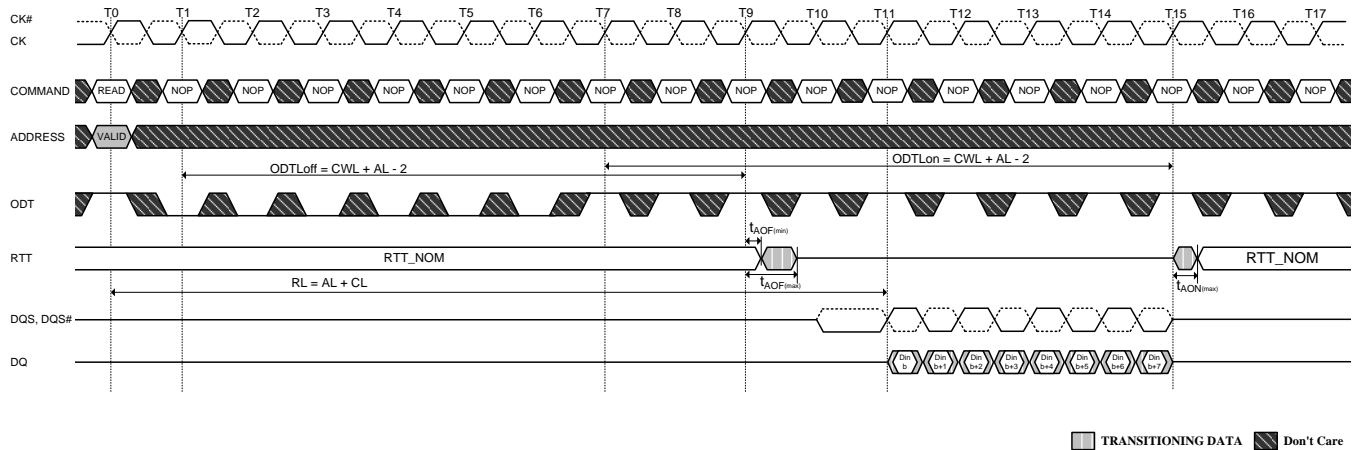 CK#
CK
T0 T1 T2 T3 T4 T5 T6 T7 T8 T9 T10 T11 T12 T13 T14 T15 T16 T17
COMMAND READ NOP NOP NOP NOP NOP NOP NOP NOP NOP NOP NOP NOP NOP NOP NOP NOP NOP
ADDRESS VALID
ODTLoff = CWL + AL - 2
ODTLon = CWL + AL - 2
ODT
tAOF(min)
RTT RTT_NOM RTT_NOM
tAOF(max)
tAON(max)
RL = AL + CL
DQS, DQS#
DQ
Din b
Din b+1
Din b+2
Din b+3
Din b+4
Din b+5
Din b+6
Din b+7
TRANSITIONING DATA Don't Care